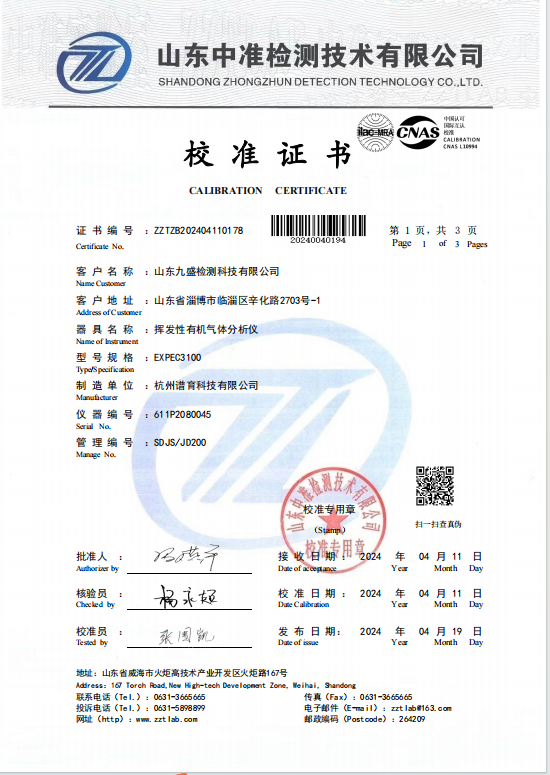 山东中准检测技术有限公司
SHANDONG ZHONGZHUN DETECTION TECHNOLOGY CO.,LTD.
ilac-MRA
CNAS
中国认可
国际互认
校准
CALIBRATION
CNAS L10994
校准证书
CALIBRATION CERTIFICATE
证书编号 : ZZTZB202404110178
Certificate No.
20240040194
第 1 页, 共 3 页
Page 1 of 3 Pages
客户名称 : 山东九盛检测科技有限公司
Name Customer
客户地址 : 山东省淄博市临淄区辛化路2703号-1
Address of Customer
器具名称 : 挥发性有机气体分析仪
Name of Instrument
型号规格 : EXPEC3100
Type/Specification
制造单位 : 杭州谱育科技有限公司
Manufacturer
仪器编号 : 611P2080045
Serial No.
管理编号 : SDJS/JD200
Manage No.
山东中准检测技术有限公司
校准专用章
(Stamp)
校准专用章
扫一扫查真伪
批准人 :
Authorizer by
接收日期: 2024 年 04 月 11 日
Date of acceptance Year Month Day
核验员 :
Checked by
杨永超
校准日期: 2024 年 04 月 11 日
Date Calibration Year Month Day
校准员 :
Tested by
张国凯
发布日期: 2024 年 04 月 19 日
Date of issue Year Month Day
地址: 山东省威海市火炬高技术产业开发区火炬路167号
Address: 167 Torch Road,New High-tech Development Zone, Weihai, Shandong
联系电话 (Tel.) : 0631-3665665 传真 (Fax) : 0631-3665665
投诉电话 (Tel.) : 0631-5898899 电子邮件 (E-mail) : zztlab@163.com
网址 (http) : www.zztlab.com 邮政编码 (Postcode) : 264209